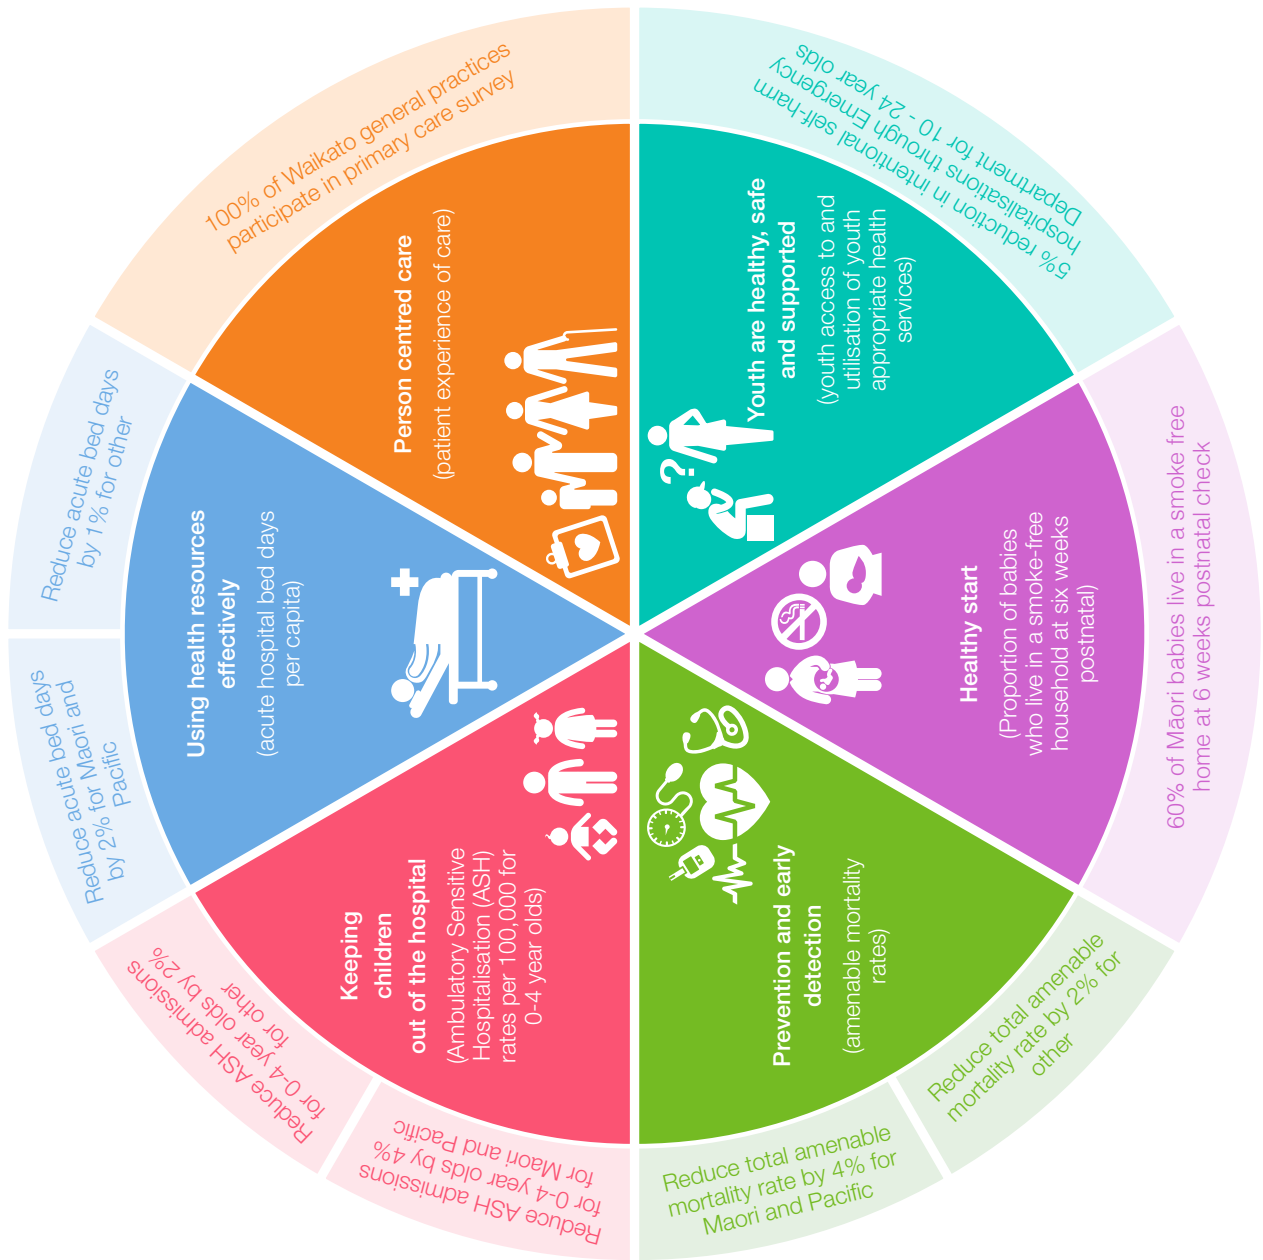 100% of Waikato general practices
participate in primary care survey
Person centred care
(patient experience of care)
5% reduction in intentional self-harm
hospitalisations through Emergency
Department for 10 - 24 year olds
Youth are healthy, safe
and supported
(youth access to and
utilisation of youth
appropriate health
services)
60% of Māori babies live in a smoke free
home at 6 weeks postnatal check
Healthy start
(Proportion of babies
who live in a smoke-free
household at six weeks
postnatal)
Reduce total amenable
mortality rate by 2% for
other
Reduce total amenable
mortality rate by 4% for
Maori and Pacific
Prevention and early
detection
(amenable mortality
rates)
Reduce ASH admissions
for 0-4 year olds by 4%
for Maori and Pacific
Reduce ASH admissions
for 0-4 year olds by 2%
for other
Keeping
children
out of the hospital
(Ambulatory Sensitive
Hospitalisation (ASH)
rates per 100,000 for
0-4 year olds)
Reduce acute bed days
by 2% for Maori and
Pacific
Reduce acute bed days
by 1% for other
Using health resources
effectively
(acute hospital bed days
per capita)
?